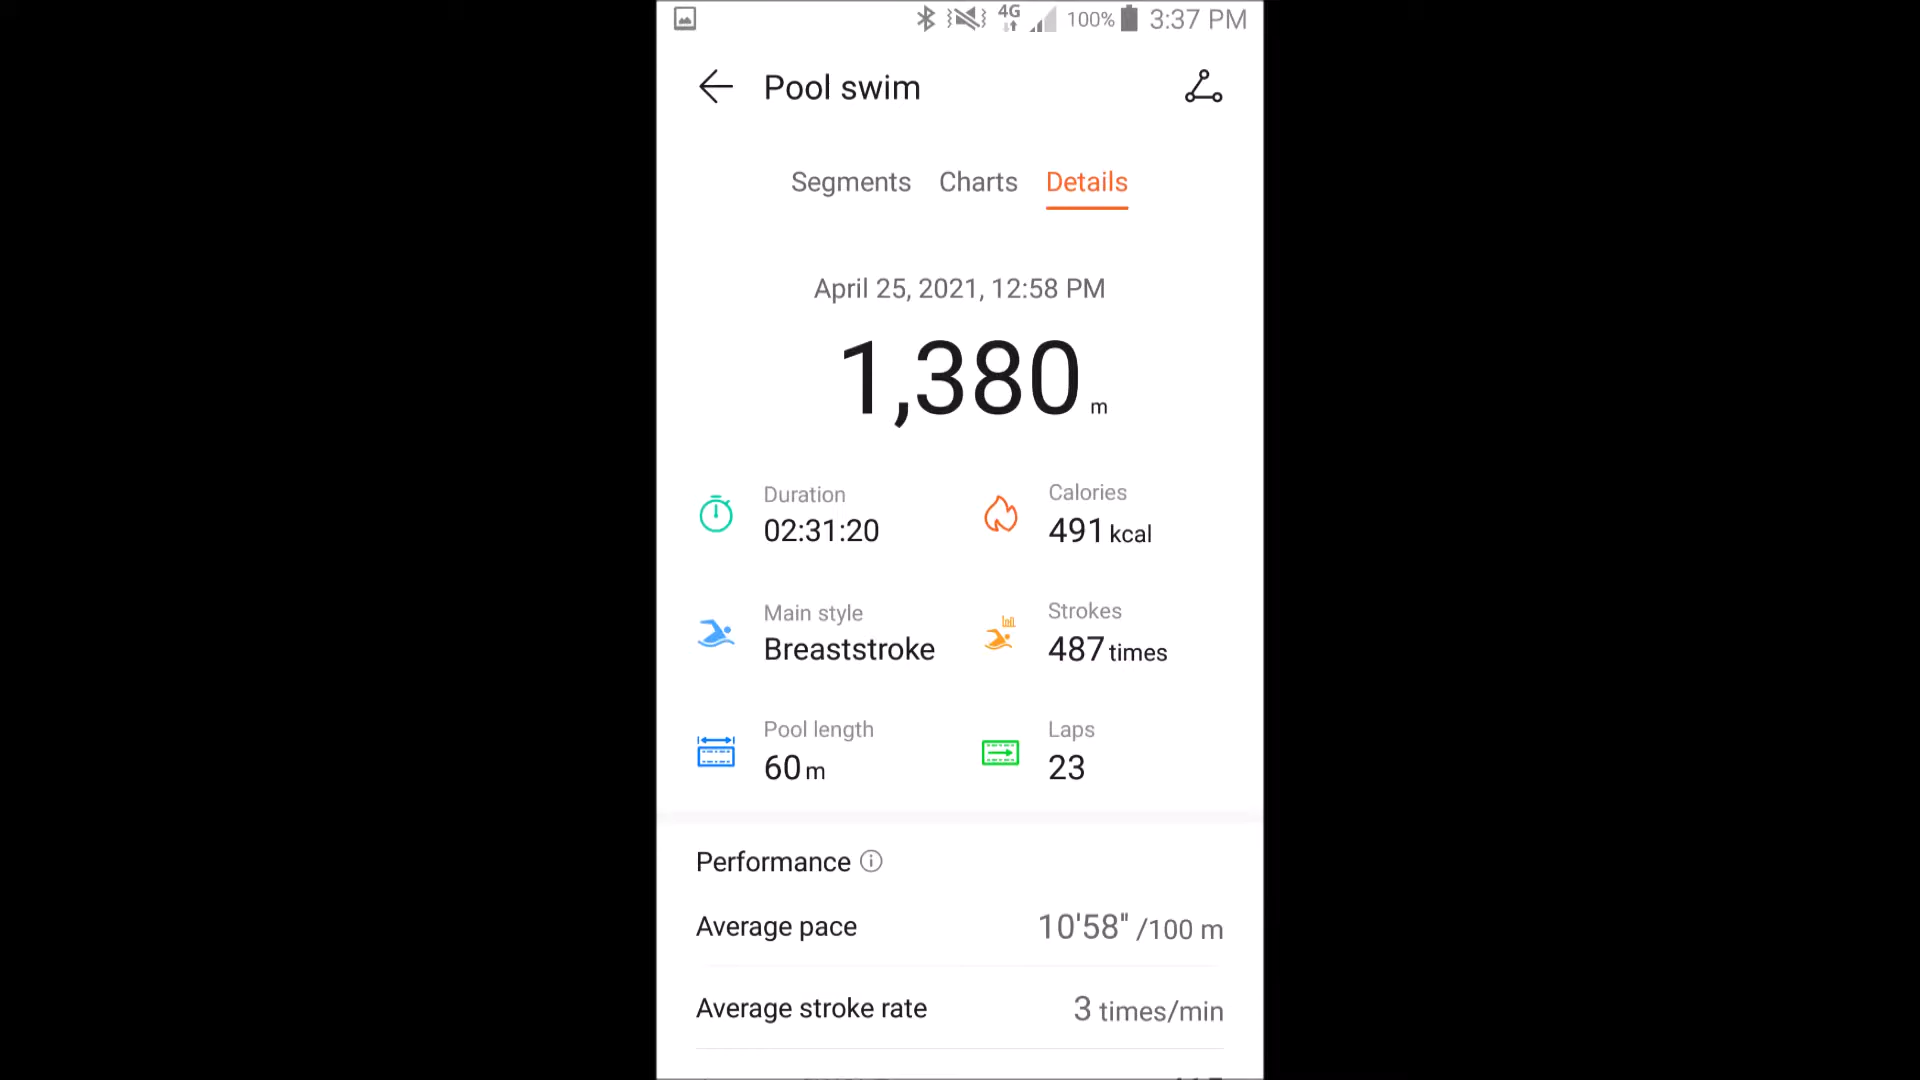 4G 100% 3:37 PM
Pool swim
Segments Charts Details
April 25, 2021, 12:58 PM
1,380 m
Duration Calories
02:31:20 491 kcal
Main style Strokes
Breaststroke 487 times
Pool length Laps
60 m 23
Performance
Average pace 10'58" /100 m
Average stroke rate 3 times/min